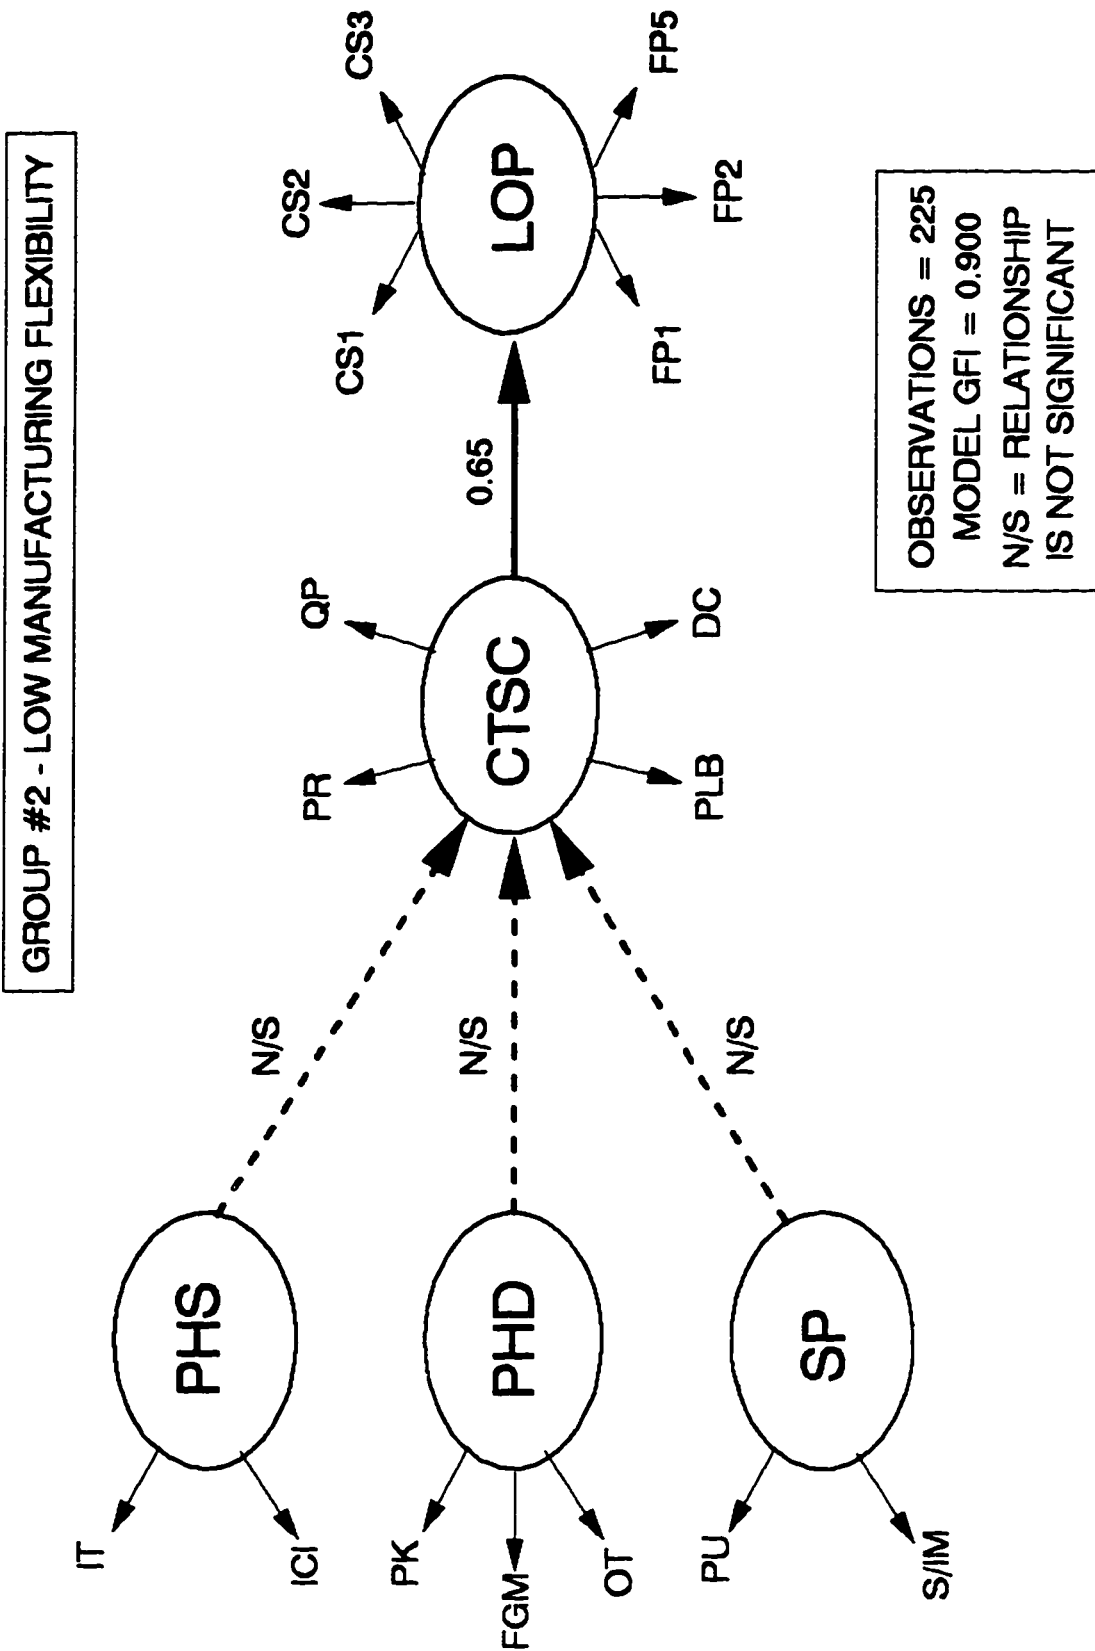 GROUP #2 - LOW MANUFACTURING FLEXIBILITY
IT
PHS
ICI
N/S
PK
FGM
PHD
OT
N/S
PU
SP
S/IM
N/S
PR
QP
CTSC
PLB
DC
0.65
CS1
CS2
CS3
LOP
FP1
FP2
FP5
OBSERVATIONS = 225
MODEL GFI = 0.900
N/S = RELATIONSHIP
IS NOT SIGNIFICANT